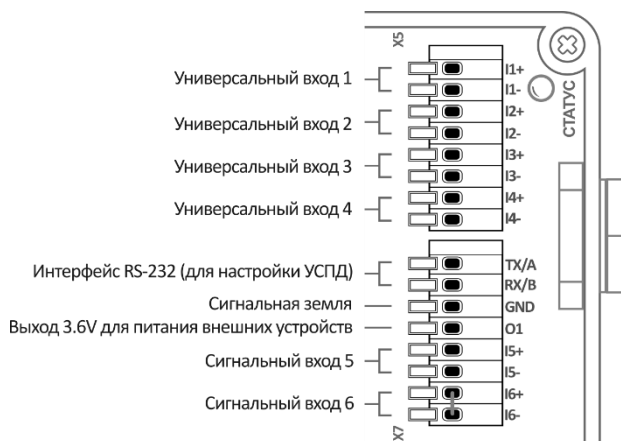 X5
Универсальный вход 1
I1+
I1-
Универсальный вход 2
I2+
I2-
Универсальный вход 3
I3+
I3-
Универсальный вход 4
I4+
I4-
СТАТУС
Интерфейс RS-232 (для настройки УСПД)
TX/A
RX/B
Сигнальная земля
GND
Выход 3.6V для питания внешних устройств
O1
Сигнальный вход 5
I5+
I5-
Сигнальный вход 6
I6+
I6-
X7